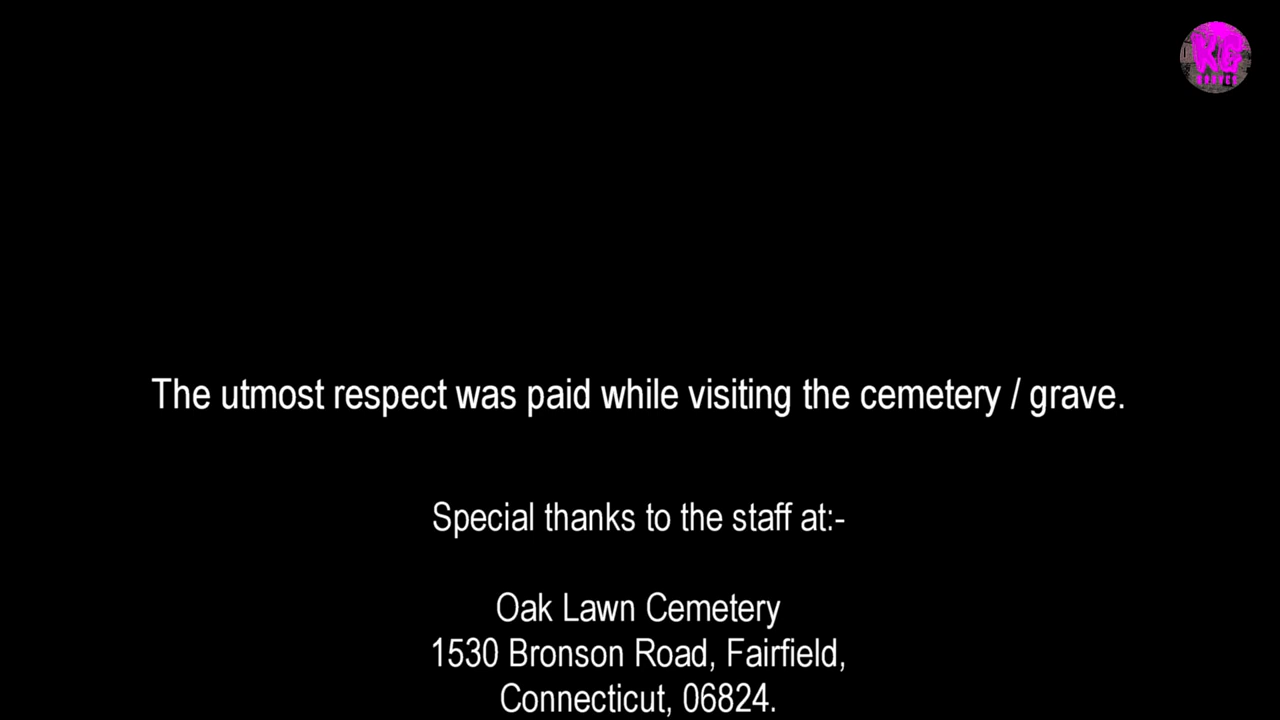 KG
The utmost respect was paid while visiting the cemetery / grave.
Special thanks to the staff at:-
Oak Lawn Cemetery
1530 Bronson Road, Fairfield,
Connecticut, 06824.